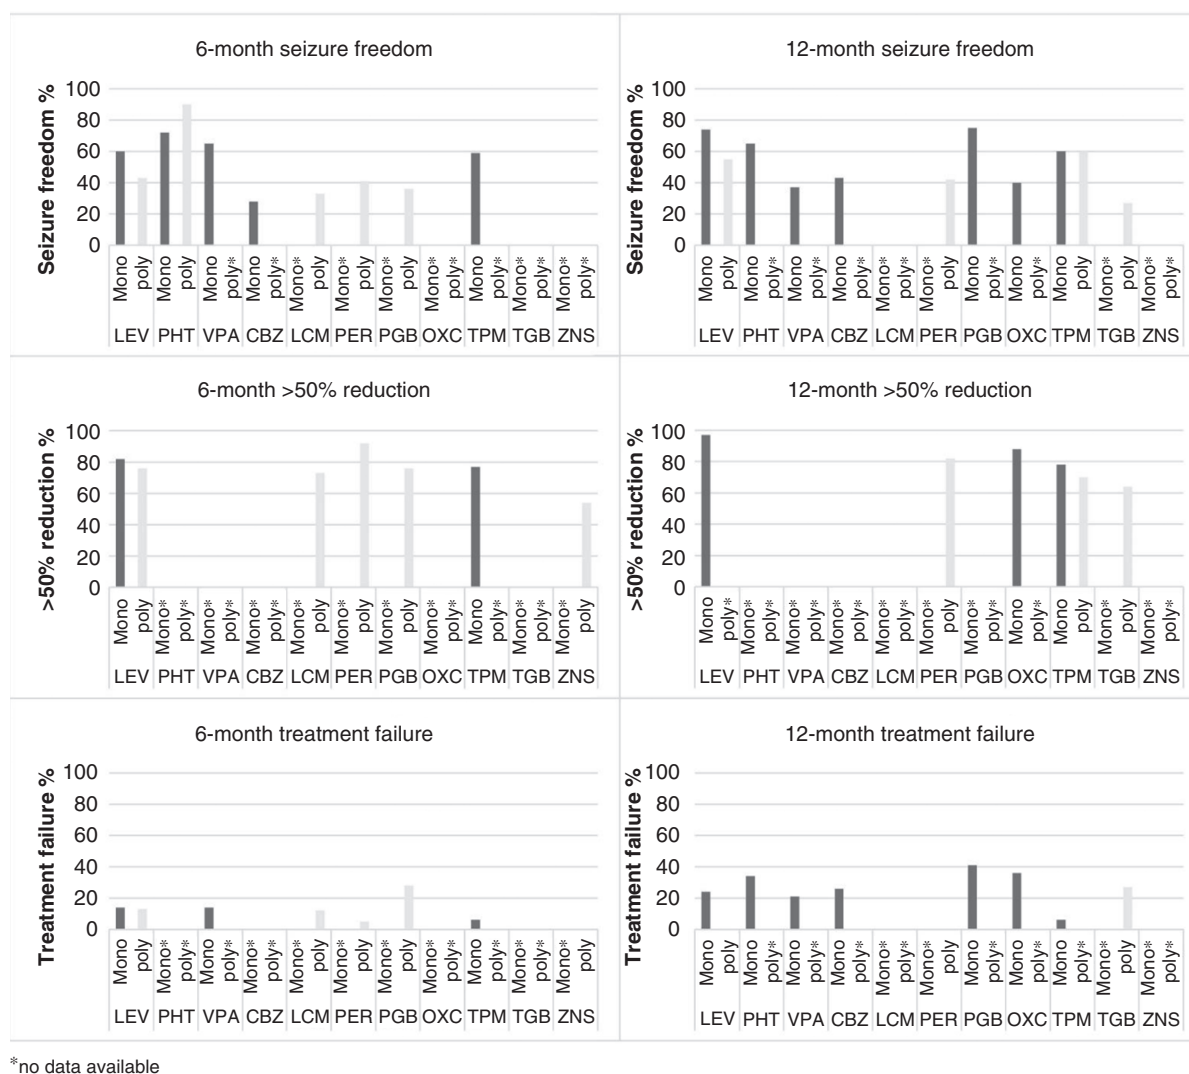 6-month seizure freedom
Seizure freedom %
100
80
60
40
20
0
Mono poly Mono poly Mono poly* Mono poly* Mono* poly Mono* poly Mono* poly Mono* poly* Mono poly* Mono* poly* Mono* poly*
LEV PHT VPA CBZ LCM PER PGB OXC TPM TGB ZNS
12-month seizure freedom
Seizure freedom %
100
80
60
40
20
0
Mono poly Mono poly* Mono poly* Mono poly* Mono* poly* Mono* poly Mono poly* Mono poly* Mono poly Mono* poly Mono* poly*
LEV PHT VPA CBZ LCM PER PGB OXC TPM TGB ZNS
6-month >50% reduction
>50% reduction %
100
80
60
40
20
0
Mono poly Mono* poly* Mono* poly* Mono* poly* Mono* poly Mono* poly Mono* poly Mono* poly* Mono poly* Mono* poly* Mono* poly
LEV PHT VPA CBZ LCM PER PGB OXC TPM TGB ZNS
12-month >50% reduction
>50% reduction %
100
80
60
40
20
0
Mono poly* Mono* poly* Mono* poly* Mono* poly* Mono* poly* Mono* poly Mono* poly* Mono poly* Mono poly Mono* poly Mono* poly*
LEV PHT VPA CBZ LCM PER PGB OXC TPM TGB ZNS
6-month treatment failure
Treatment failure %
100
80
60
40
20
0
Mono poly Mono* poly* Mono poly* Mono* poly* Mono* poly Mono* poly Mono* poly Mono* poly* Mono poly* Mono* poly* Mono* poly
LEV PHT VPA CBZ LCM PER PGB OXC TPM TGB ZNS
12-month treatment failure
Treatment failure %
100
80
60
40
20
0
Mono poly Mono poly* Mono poly* Mono poly* Mono* poly* Mono* poly Mono poly* Mono poly* Mono poly* Mono* poly Mono* poly*
LEV PHT VPA CBZ LCM PER PGB OXC TPM TGB ZNS
*no data available